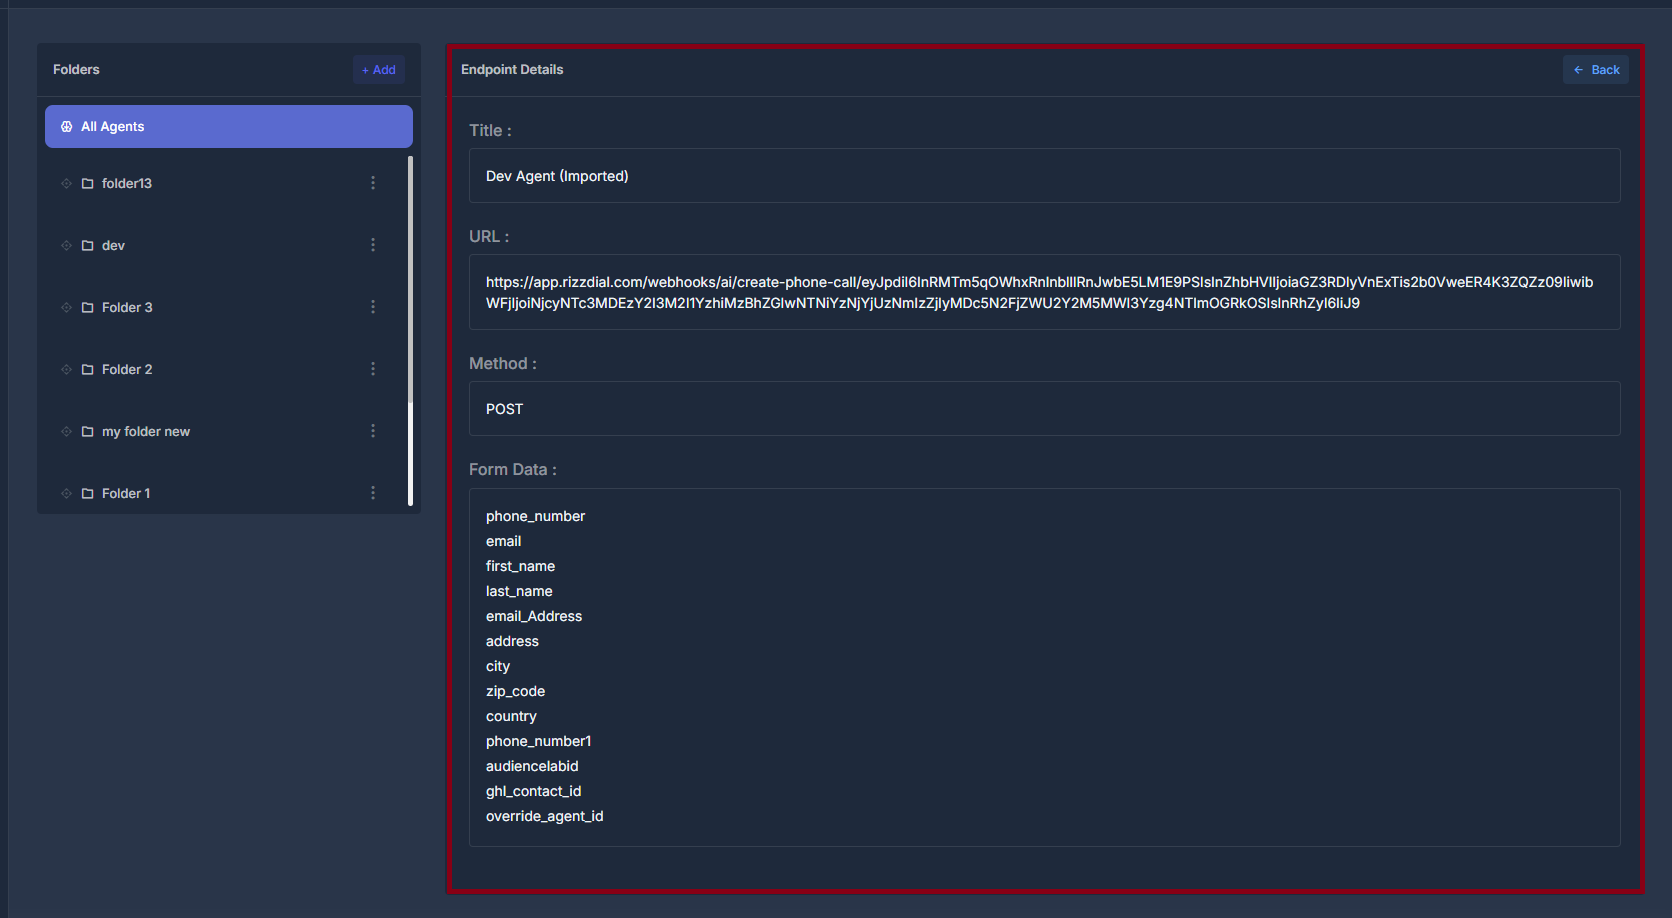 Folders
+ Add
All Agents
folder13
dev
Folder 3
Folder 2
my folder new
Folder 1
Endpoint Details
Back
Title :
Dev Agent (Imported)
URL :
https://app.rizzdial.com/webhooks/ai/create-phone-call/eyJpdiI6InRMTm5qOWhxRnInbIlIRnJwbE5LM1E9PSIsInZhbHVlIjoiaGZ3RDIyVnExTis2b0VweER4K3ZQZz09Iiwib
WFjIjoiNjcyNTc3MDEzY2I3M2I1YzhiMzBhZGIwNTNiYzNjYjUzNmIzZjIyMDc5N2FjZWU2Y2M5MWI3Yzg4NTImOGRkOSIsInRhZyI6IiJ9
Method :
POST
Form Data :
phone_number
email
first_name
last_name
email_Address
address
city
zip_code
country
phone_number1
audiencelabid
ghl_contact_id
override_agent_id